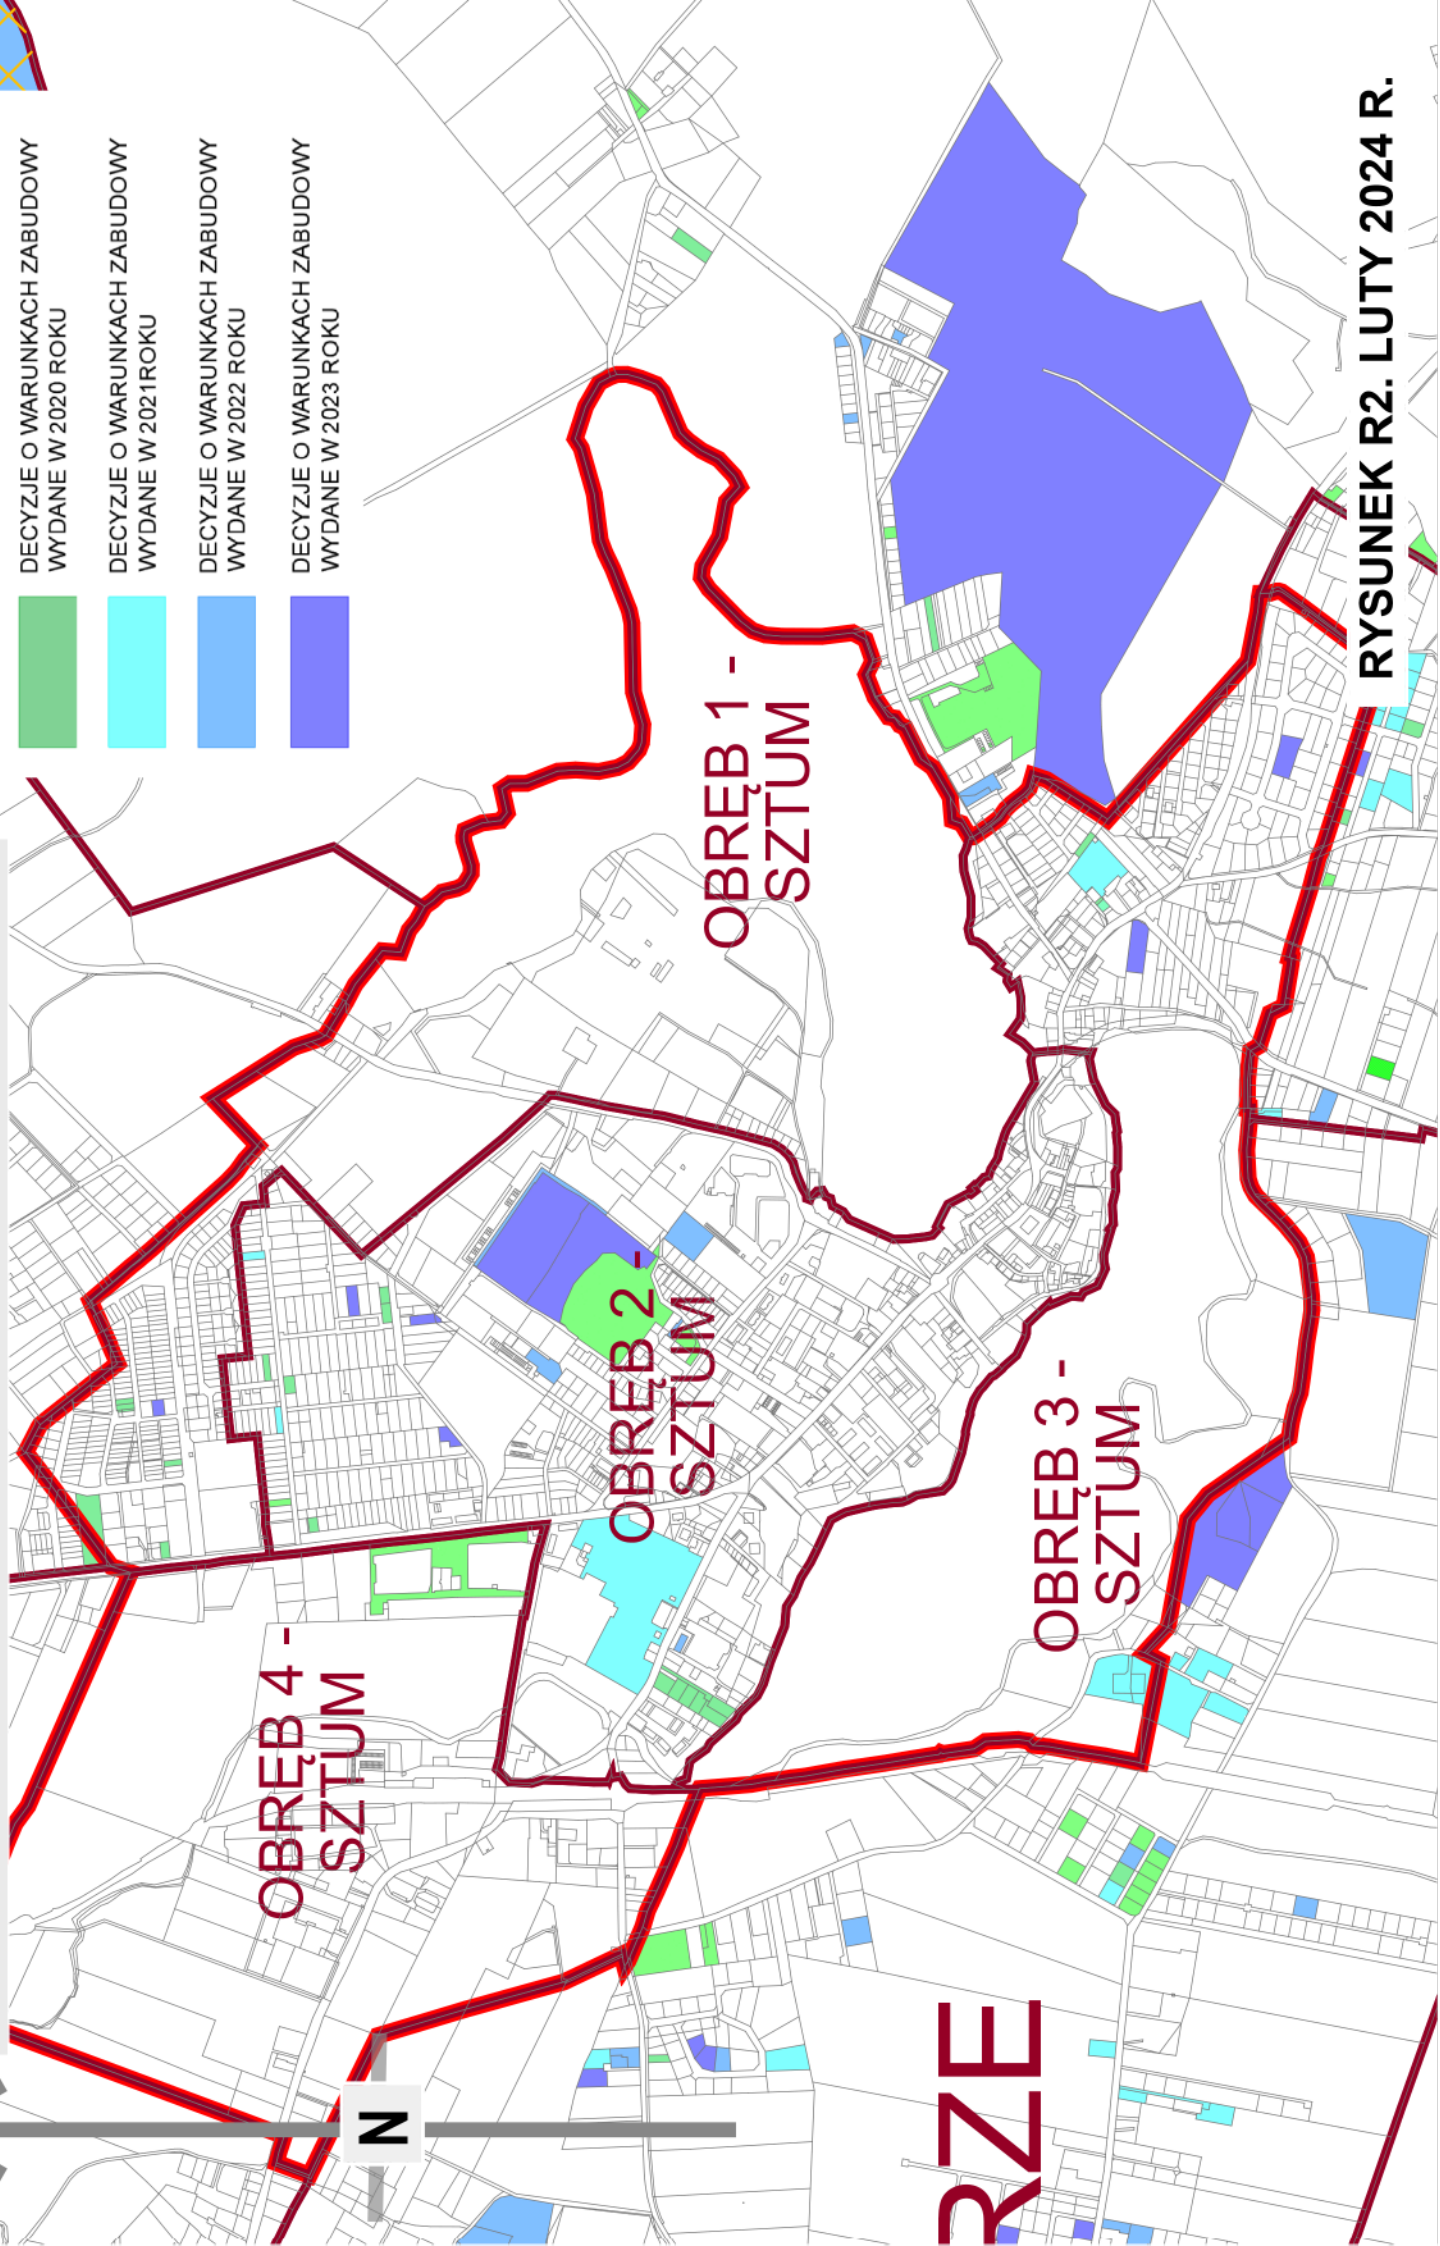 DECYZJE O WARUNKACH ZABUDOWY
WYDANE W 2020 ROKU
DECYZJE O WARUNKACH ZABUDOWY
WYDANE W 2021ROKU
DECYZJE O WARUNKACH ZABUDOWY
WYDANE W 2022 ROKU
DECYZJE O WARUNKACH ZABUDOWY
WYDANE W 2023 ROKU
OBRĘB 4 -
SZTUM
OBRĘB 2 -
SZTUM
OBRĘB 1 -
SZTUM
OBRĘB 3 -
SZTUM
N
RZE
RYSUNEK R2. LUTY 2024 R.